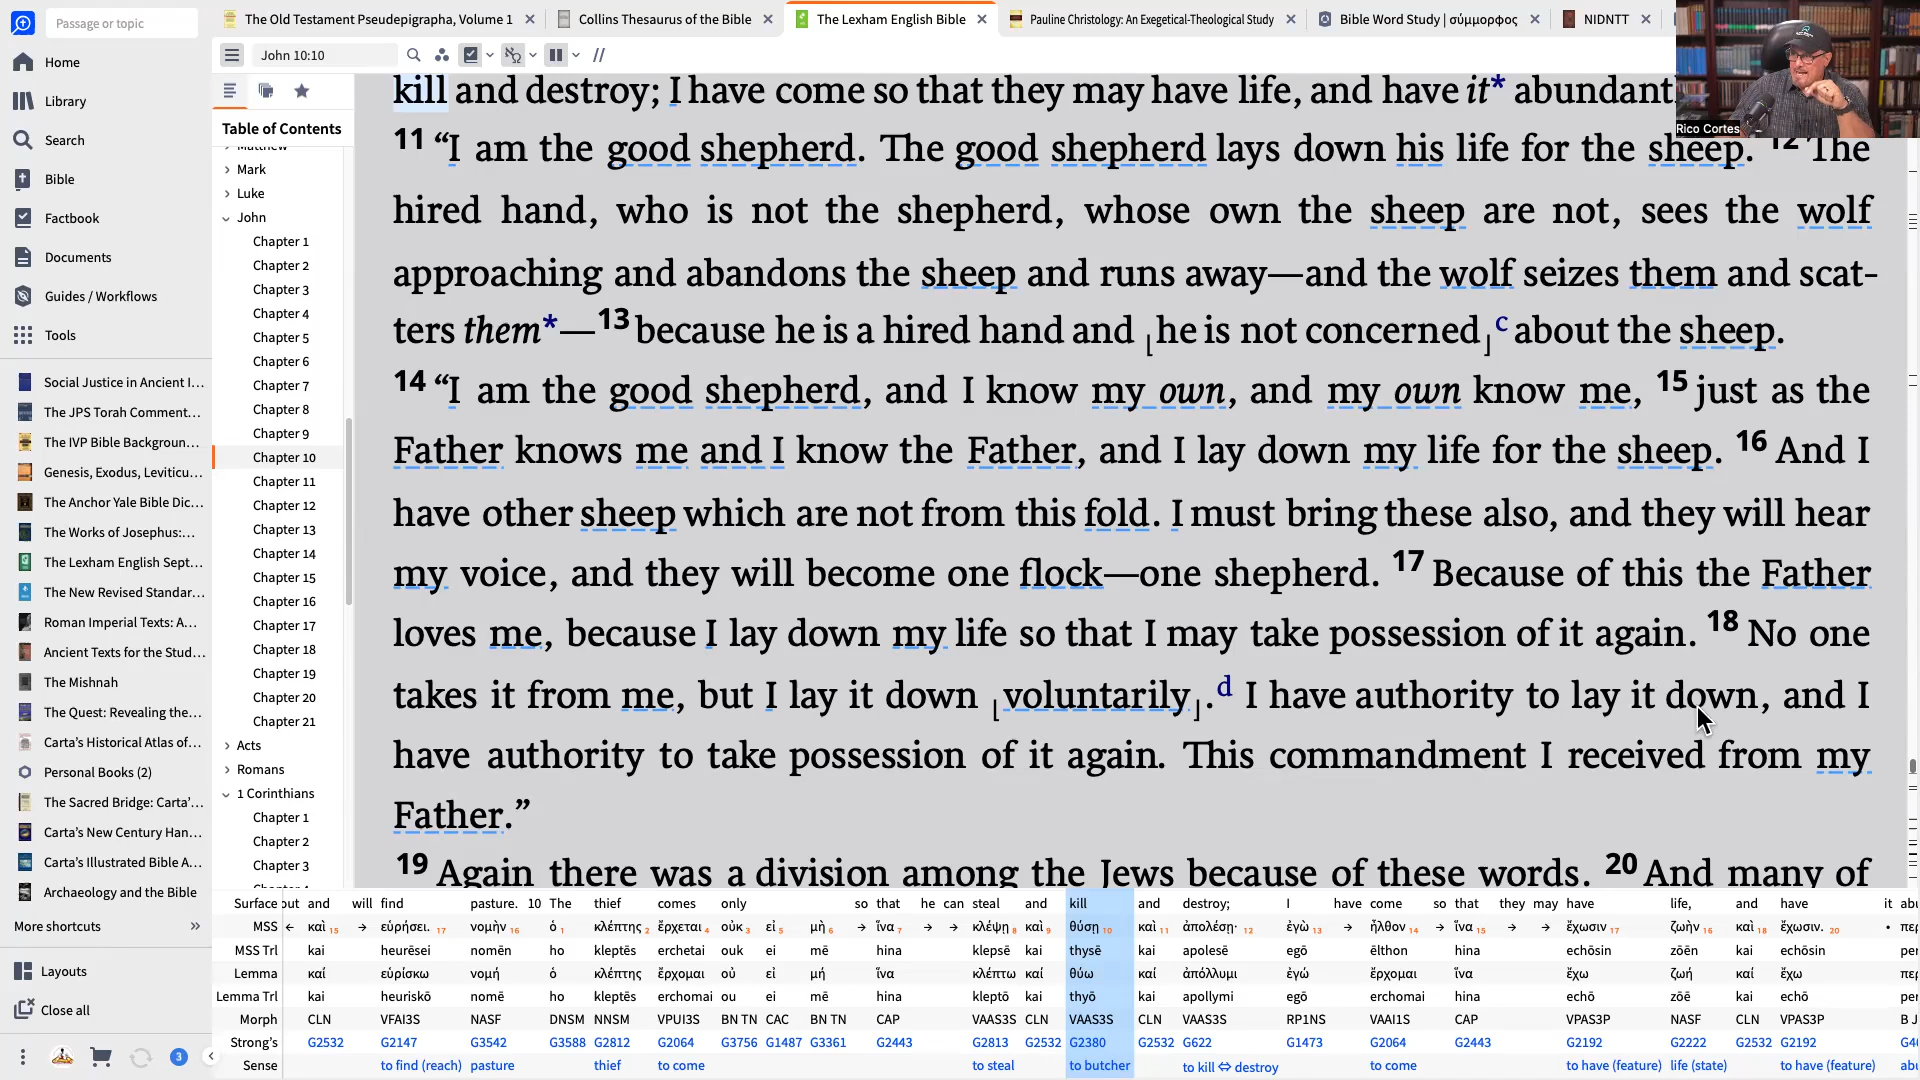 Passage or topic
Home
Library
Search
Bible
Factbook
Documents
Guides / Workflows
Tools
Social Justice in Ancient I...
The JPS Torah Comment...
The IVP Bible Backgroun...
Genesis, Exodus, Leviticu...
The Anchor Yale Bible Dic...
The Works of Josephus:...
The Lexham English Sept...
The New Revised Standar...
Roman Imperial Texts: A...
Ancient Texts for the Stud...
The Mishnah
The Quest: Revealing the...
Carta's Historical Atlas of...
Personal Books (2)
The Sacred Bridge: Carta'...
Carta's New Century Han...
Carta's Illustrated Bible A...
Archaeology and the Bible
More shortcuts »
Layouts
Close all
3
The Old Testament Pseudepigrapha, Volume 1
Collins Thesaurus of the Bible
The Lexham English Bible
Pauline Christology: An Exegetical-Theological Study
Bible Word Study | σύμμορφος
NIDNTT
John 10:10
Rico Cortes
Table of Contents
Matthew
Mark
Luke
John
Chapter 1
Chapter 2
Chapter 3
Chapter 4
Chapter 5
Chapter 6
Chapter 7
Chapter 8
Chapter 9
Chapter 10
Chapter 11
Chapter 12
Chapter 13
Chapter 14
Chapter 15
Chapter 16
Chapter 17
Chapter 18
Chapter 19
Chapter 20
Chapter 21
Acts
Romans
1 Corinthians
Chapter 1
Chapter 2
Chapter 3
kill and destroy; I have come so that they may have life, and have it* abundant
11 “I am the good shepherd. The good shepherd lays down his life for the sheep. 12 The
hired hand, who is not the shepherd, whose own the sheep are not, sees the wolf
approaching and abandons the sheep and runs away—and the wolf seizes them and scat-
ters them*—13 because he is a hired hand and ⌊he is not concerned⌋c about the sheep.
14 “I am the good shepherd, and I know my own, and my own know me, 15 just as the
Father knows me and I know the Father, and I lay down my life for the sheep. 16 And I
have other sheep which are not from this fold. I must bring these also, and they will hear
my voice, and they will become one flock—one shepherd. 17 Because of this the Father
loves me, because I lay down my life so that I may take possession of it again. 18 No one
takes it from me, but I lay it down ⌊voluntarily⌋.d I have authority to lay it down, and I
have authority to take possession of it again. This commandment I received from my
Father.”
19 Again there was a division among the Jews because of these words. 20 And many of
Surface out and will find pasture. 10 The thief comes only so that he can steal and kill and destroy; I have come so that they may have life, and have it
MSS ← καὶ 15 → εὑρήσει. 17 νομὴν 16 ὁ 1 κλέπτης 2 ἔρχεται 4 οὐκ 3 εἰ 5 μὴ 6 → ἵνα 7 → → κλέψῃ 8 καὶ 9 θύσῃ 10 καὶ 11 ἀπολέσῃ· 12 ἐγὼ 13 → ἦλθον 14 → ἵνα 15 → → ἔχωσιν 17 ζωὴν 16 καὶ 18 ἔχωσιν. 20 •
MSS Trl kai heurēsei nomēn ho kleptēs erchetai ouk ei mē hina klepsē kai thysē kai apolesē egō ēlthon hina echōsin zōēn kai echōsin
Lemma καί εὑρίσκω νομή ὁ κλέπτης ἔρχομαι οὐ εἰ μή ἵνα κλέπτω καί θύω καί ἀπόλλυμι ἐγώ ἔρχομαι ἵνα ἔχω ζωή καί ἔχω
Lemma Trl kai heuriskō nomē ho kleptēs erchomai ou ei mē hina kleptō kai thyō kai apollymi egō erchomai hina echō zōē kai echō
Morph CLN VFAI3S NASF DNSM NNSM VPUI3S BN TN CAC BN TN CAP VAAS3S CLN VAAS3S CLN VAAS3S RP1NS VAAI1S CAP VPAS3P NASF CLN VPAS3P B J
Strong's G2532 G2147 G3542 G3588 G2812 G2064 G3756 G1487 G3361 G2443 G2813 G2532 G2380 G2532 G622 G1473 G2064 G2443 G2192 G2222 G2532 G2192
Sense to find (reach) pasture thief to come to steal to butcher to kill ⇔ destroy to come to have (feature) life (state) to have (feature)